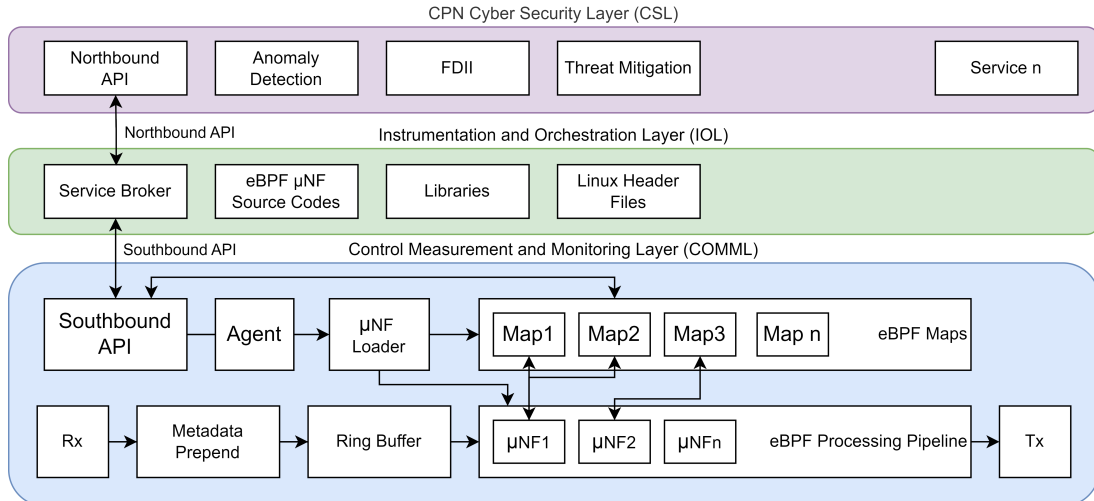 CPN Cyber Security Layer (CSL)
Northbound
API
Anomaly
Detection
FDII
Threat Mitigation
Service n
Northbound API
Instrumentation and Orchestration Layer (IOL)
Service Broker
eBPF µNF
Source Codes
Libraries
Linux Header
Files
Southbound API
Control Measurement and Monitoring Layer (COMML)
Southbound
API
Agent
µNF
Loader
Map1
Map2
Map3
Map n
eBPF Maps
Rx
Metadata
Prepend
Ring Buffer
µNF1
µNF2
µNFn
eBPF Processing Pipeline
Tx